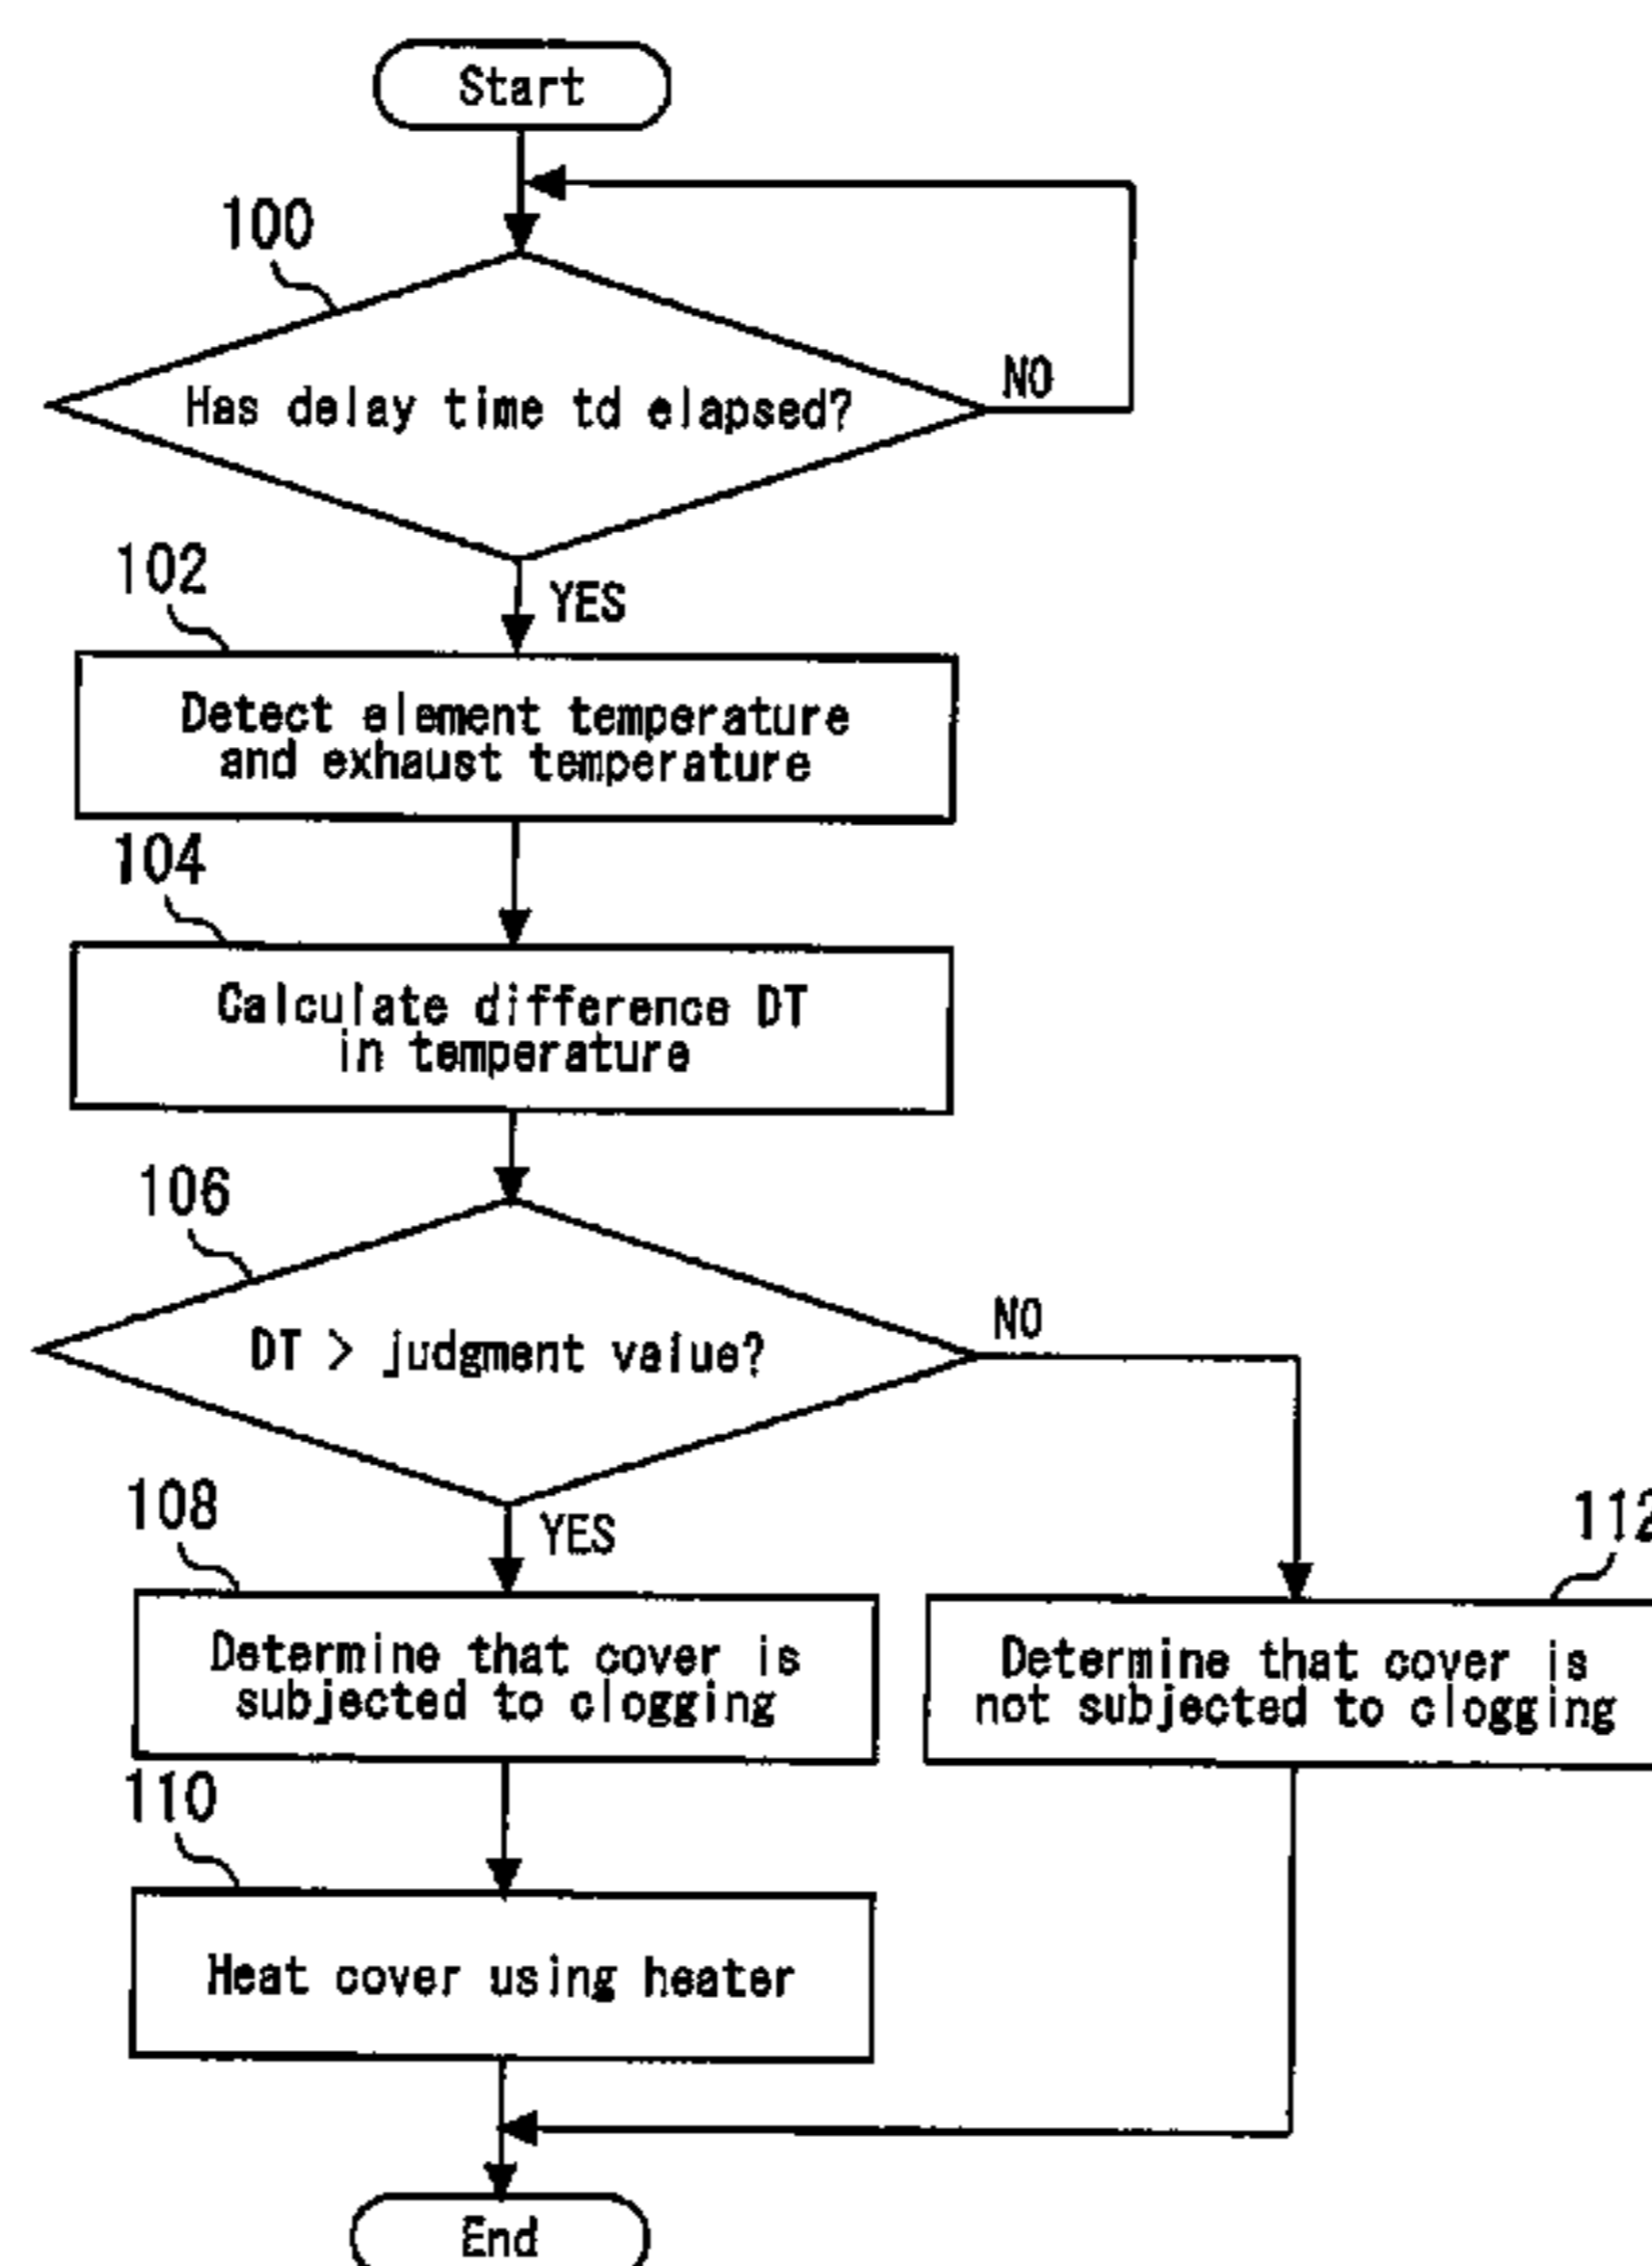 Start
100
Has delay time td elapsed?
NO
YES
102
Detect element temperature
and exhaust temperature
104
Calculate difference DT
in temperature
106
DT > judgment value?
NO
YES
108
Determine that cover is
subjected to clogging
112
Determine that cover is
not subjected to clogging
110
Heat cover using heater
End